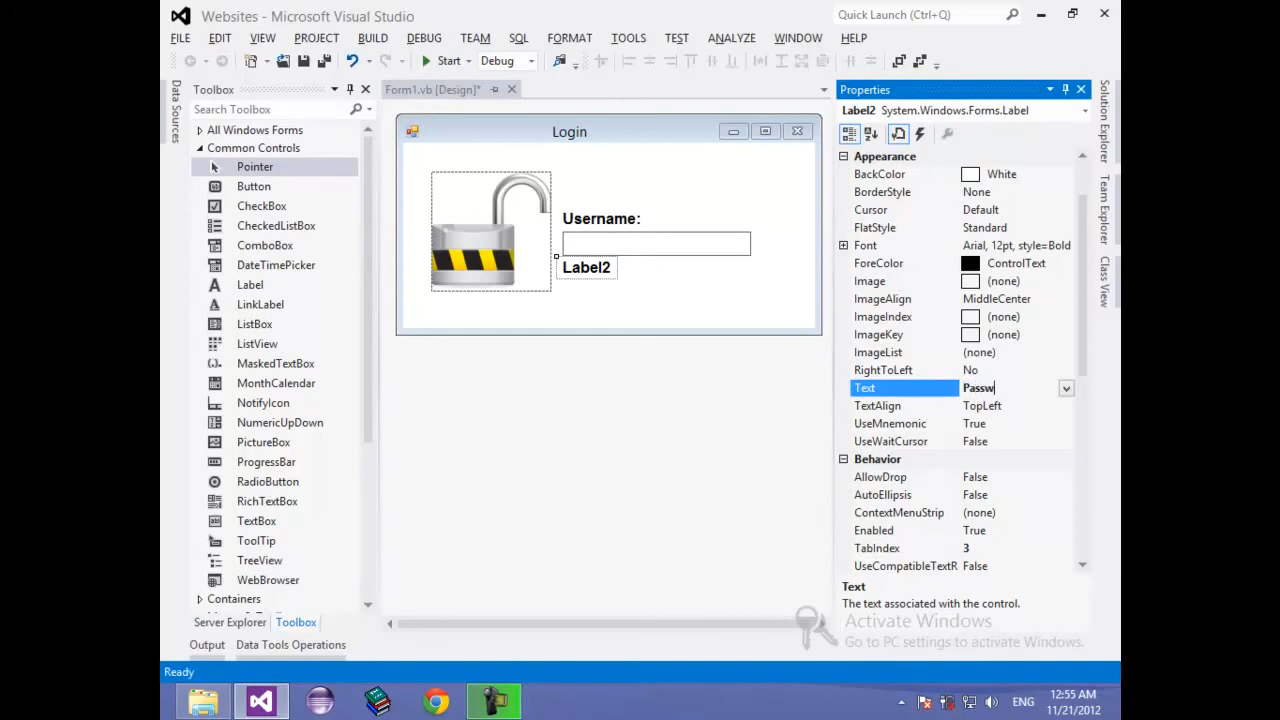 Websites - Microsoft Visual Studio
Quick Launch (Ctrl+Q)
FILE EDIT VIEW PROJECT BUILD DEBUG TEAM SQL FORMAT TOOLS TEST ANALYZE WINDOW HELP
Start Debug
Data Sources
Toolbox
Search Toolbox
All Windows Forms
Common Controls
Pointer
Button
CheckBox
CheckedListBox
ComboBox
DateTimePicker
Label
LinkLabel
ListBox
ListView
MaskedTextBox
MonthCalendar
NotifyIcon
NumericUpDown
PictureBox
ProgressBar
RadioButton
RichTextBox
TextBox
ToolTip
TreeView
WebBrowser
Containers
Server Explorer Toolbox
Output Data Tools Operations
Form1.vb [Design]*
Login
Username:
Label2
Properties
Label2 System.Windows.Forms.Label
Appearance
BackColor White
BorderStyle None
Cursor Default
FlatStyle Standard
Font Arial, 12pt, style=Bold
ForeColor ControlText
Image (none)
ImageAlign MiddleCenter
ImageIndex (none)
ImageKey (none)
ImageList (none)
RightToLeft No
Text Passw
TextAlign TopLeft
UseMnemonic True
UseWaitCursor False
Behavior
AllowDrop False
AutoEllipsis False
ContextMenuStrip (none)
Enabled True
TabIndex 3
UseCompatibleTextR False
Text
The text associated with the control.
Solution Explorer
Team Explorer
Class View
Activate Windows
Go to PC settings to activate Windows.
Ready
ENG
12:55 AM
11/21/2012